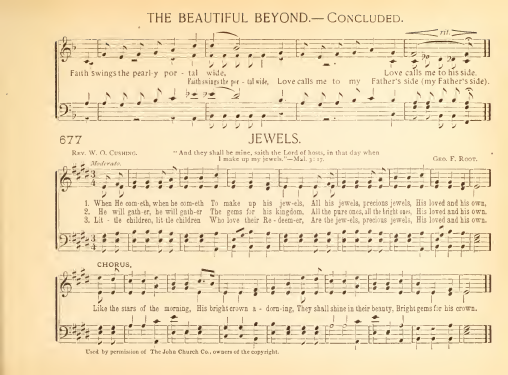 THE BEAUTIFUL BEYOND.—CONCLUDED.
rit.
Faith swings the pearl-y por - tal wide, Love calls me to his side.
Faith swings the por - tal wide, Love calls me to my Father's side (my Father's side).
677 JEWELS.
REV. W. O. CUSHING. "And they shall be mine, saith the Lord of hosts, in that day when GEO. F. ROOT.
I make up my jewels."—Mal. 3: 17.
Moderato.
1. When He com-eth, when he com-eth To make up his jew-els, All his jewels, precious jewels, His loved and his own.
2. He will gath-er, he will gath-er The gems for his kingdom, All the pure ones, all the bright ones, His loved and his own.
3. Lit - tle children, lit tle children Who love their Re - deem-er, Are the jew-els, precious jewels, His loved and his own.
CHORUS,
Like the stars of the morning, His bright crown a - dorn-ing, They shall shine in their beauty, Bright gems for his crown.
Used by permission of The John Church Co., owners of the copyright.